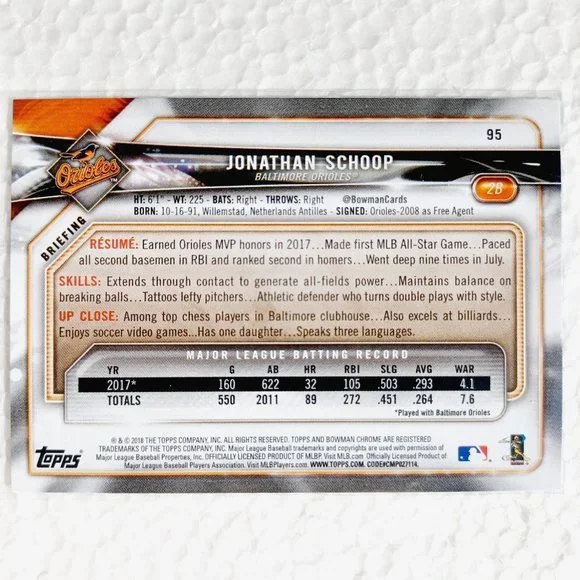 95
JONATHAN SCHOOP
BALTIMORE ORIOLES®
Orioles
2B
HT: 6'1" - WT: 225 - BATS: Right - THROWS: Right @BowmanCards
BORN: 10-16-91, Willemstad, Netherlands Antilles - SIGNED: Orioles-2008 as Free Agent
BRIEFING
RÉSUMÉ: Earned Orioles MVP honors in 2017...Made first MLB All-Star Game...Paced
all second basemen in RBI and ranked second in homers...Went deep nine times in July.
SKILLS: Extends through contact to generate all-fields power...Maintains balance on
breaking balls...Tattoos lefty pitchers...Athletic defender who turns double plays with style.
UP CLOSE: Among top chess players in Baltimore clubhouse...Also excels at billiards...
Enjoys soccer video games...Has one daughter...Speaks three languages.
MAJOR LEAGUE BATTING RECORD
YR G AB HR RBI SLG AVG WAR
2017* 160 622 32 105 .503 .293 4.1
TOTALS 550 2011 89 272 .451 .264 7.6
*Played with Baltimore Orioles
® & © 2018 THE TOPPS COMPANY, INC. ALL RIGHTS RESERVED. TOPPS AND BOWMAN CHROME ARE REGISTERED
TRADEMARKS OF THE TOPPS COMPANY, INC. Major League Baseball trademarks and copyrights are used with permission of
Major League Baseball Properties, Inc. OFFICIALLY LICENSED PRODUCT OF MLBP. Visit MLB.com Officially Licensed Product of
Major League Baseball Players Association. Visit MLBPlayers.com. WWW.TOPPS.COM. CODE#CMP027114.
Topps